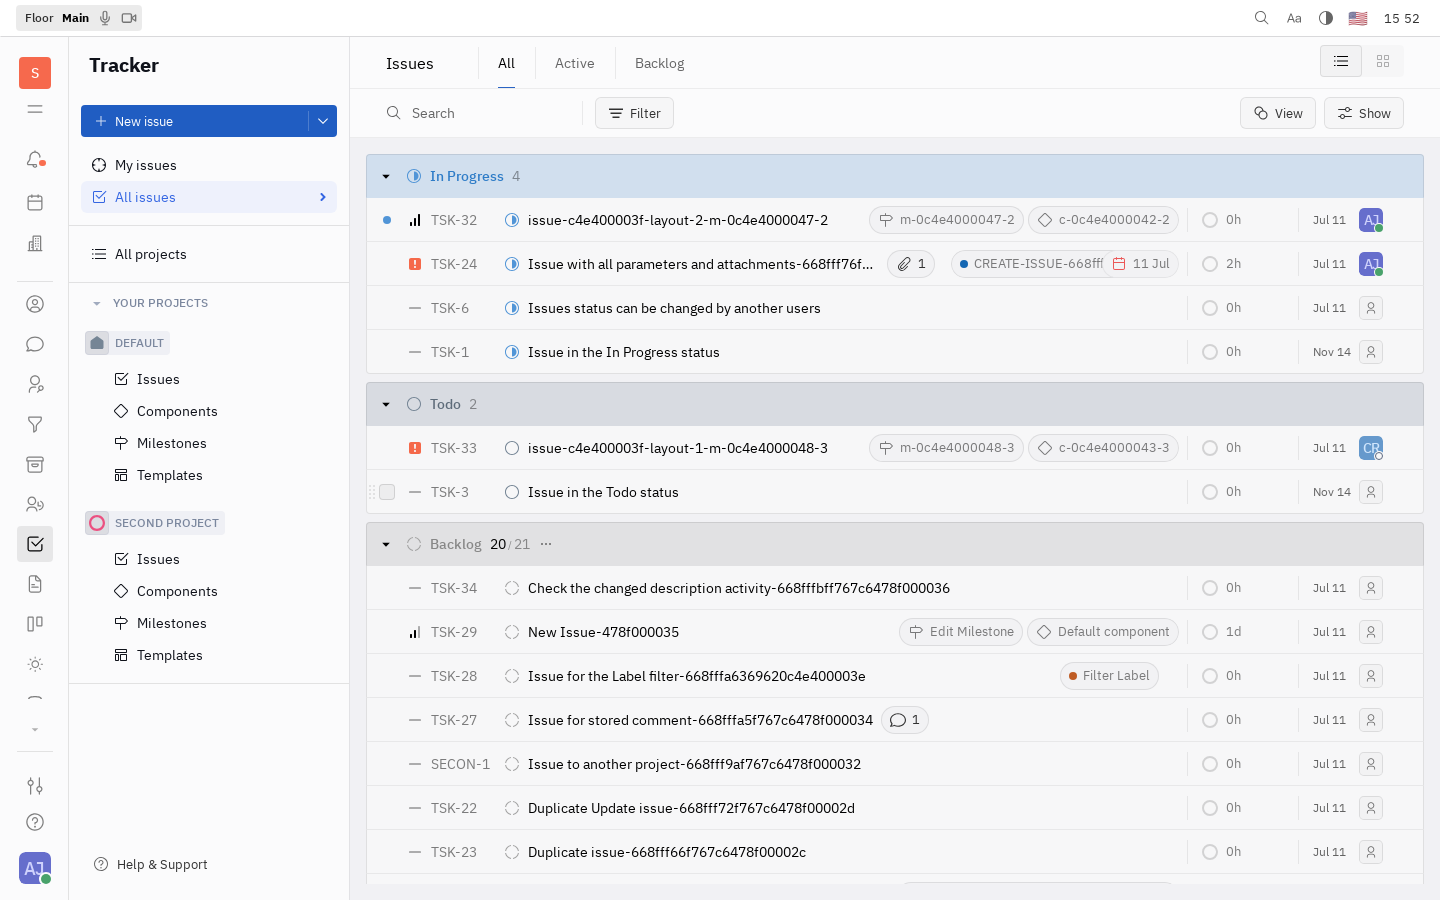 Floor Main
Aa
15 52
S
Tracker
New issue
My issues
All issues
All projects
YOUR PROJECTS
DEFAULT
Issues
Components
Milestones
Templates
SECOND PROJECT
Issues
Components
Milestones
Templates
Help & Support
AJ
Issues All Active Backlog
Search Filter View Show
In Progress 4
TSK-32 issue-c4e400003f-layout-2-m-0c4e4000047-2 m-0c4e4000047-2 c-0c4e4000042-2 0h Jul 11 AJ
TSK-24 Issue with all parameters and attachments-668fff76f... 1 CREATE-ISSUE-668fff 11 Jul 2h Jul 11 AJ
TSK-6 Issues status can be changed by another users 0h Jul 11
TSK-1 Issue in the In Progress status 0h Nov 14
Todo 2
TSK-33 issue-c4e400003f-layout-1-m-0c4e4000048-3 m-0c4e4000048-3 c-0c4e4000043-3 0h Jul 11 CR
TSK-3 Issue in the Todo status 0h Nov 14
Backlog 20/21 ...
TSK-34 Check the changed description activity-668fffbff767c6478f000036 0h Jul 11
TSK-29 New Issue-478f000035 Edit Milestone Default component 1d Jul 11
TSK-28 Issue for the Label filter-668fffa6369620c4e400003e Filter Label 0h Jul 11
TSK-27 Issue for stored comment-668fffa5f767c6478f000034 1 0h Jul 11
SECON-1 Issue to another project-668fff9af767c6478f000032 0h Jul 11
TSK-22 Duplicate Update issue-668fff72f767c6478f00002d 0h Jul 11
TSK-23 Duplicate issue-668fff66f767c6478f00002c 0h Jul 11